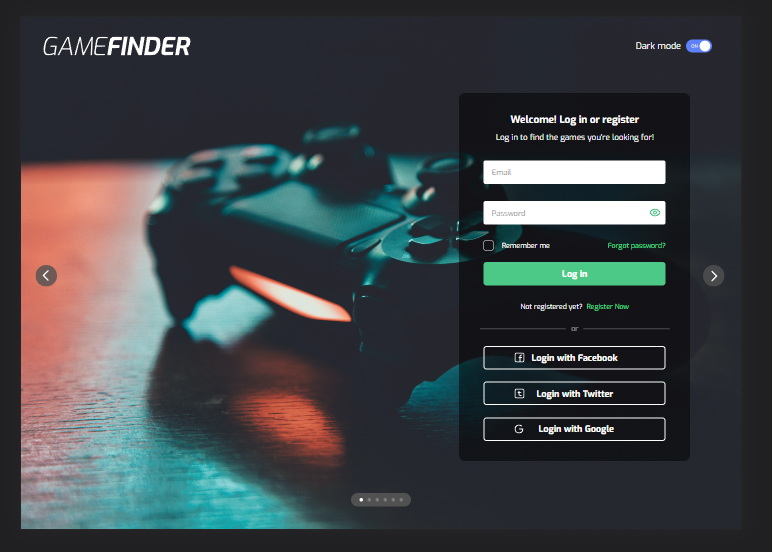 GAMEFINDER
Dark mode ON
Welcome! Log in or register
Log in to find the games you're looking for!
Email
Password
Remember me Forgot password?
Log in
Not registered yet? Register Now
or
Login with Facebook
Login with Twitter
Login with Google